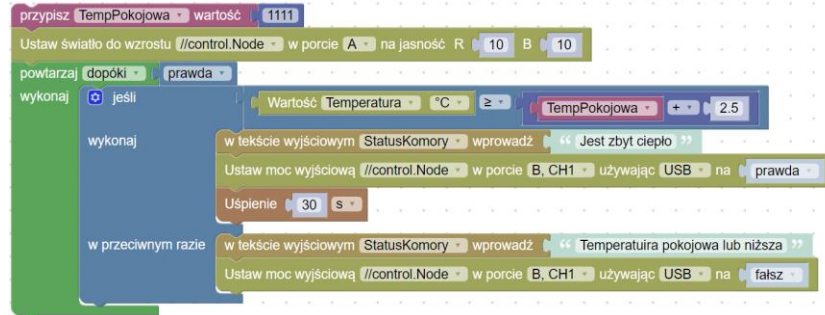 przypisz TempPokojowa wartość 1111
Ustaw światło do wzrostu //control.Node w porcie A na jasność R 10 B 10
powtarzaj dopóki prawda
wykonaj jeśli Wartość Temperatura °C ≥ TempPokojowa + 2.5
wykonaj w tekście wyjściowym StatusKomory wprowadź “ Jest zbyt ciepło ”
Ustaw moc wyjściową //control.Node w porcie B, CH1 używając USB na prawda
Uśpienie 30 s
w przeciwnym razie w tekście wyjściowym StatusKomory wprowadź “ Temperatuira pokojowa lub niższa ”
Ustaw moc wyjściową //control.Node w porcie B, CH1 używając USB na fałsz